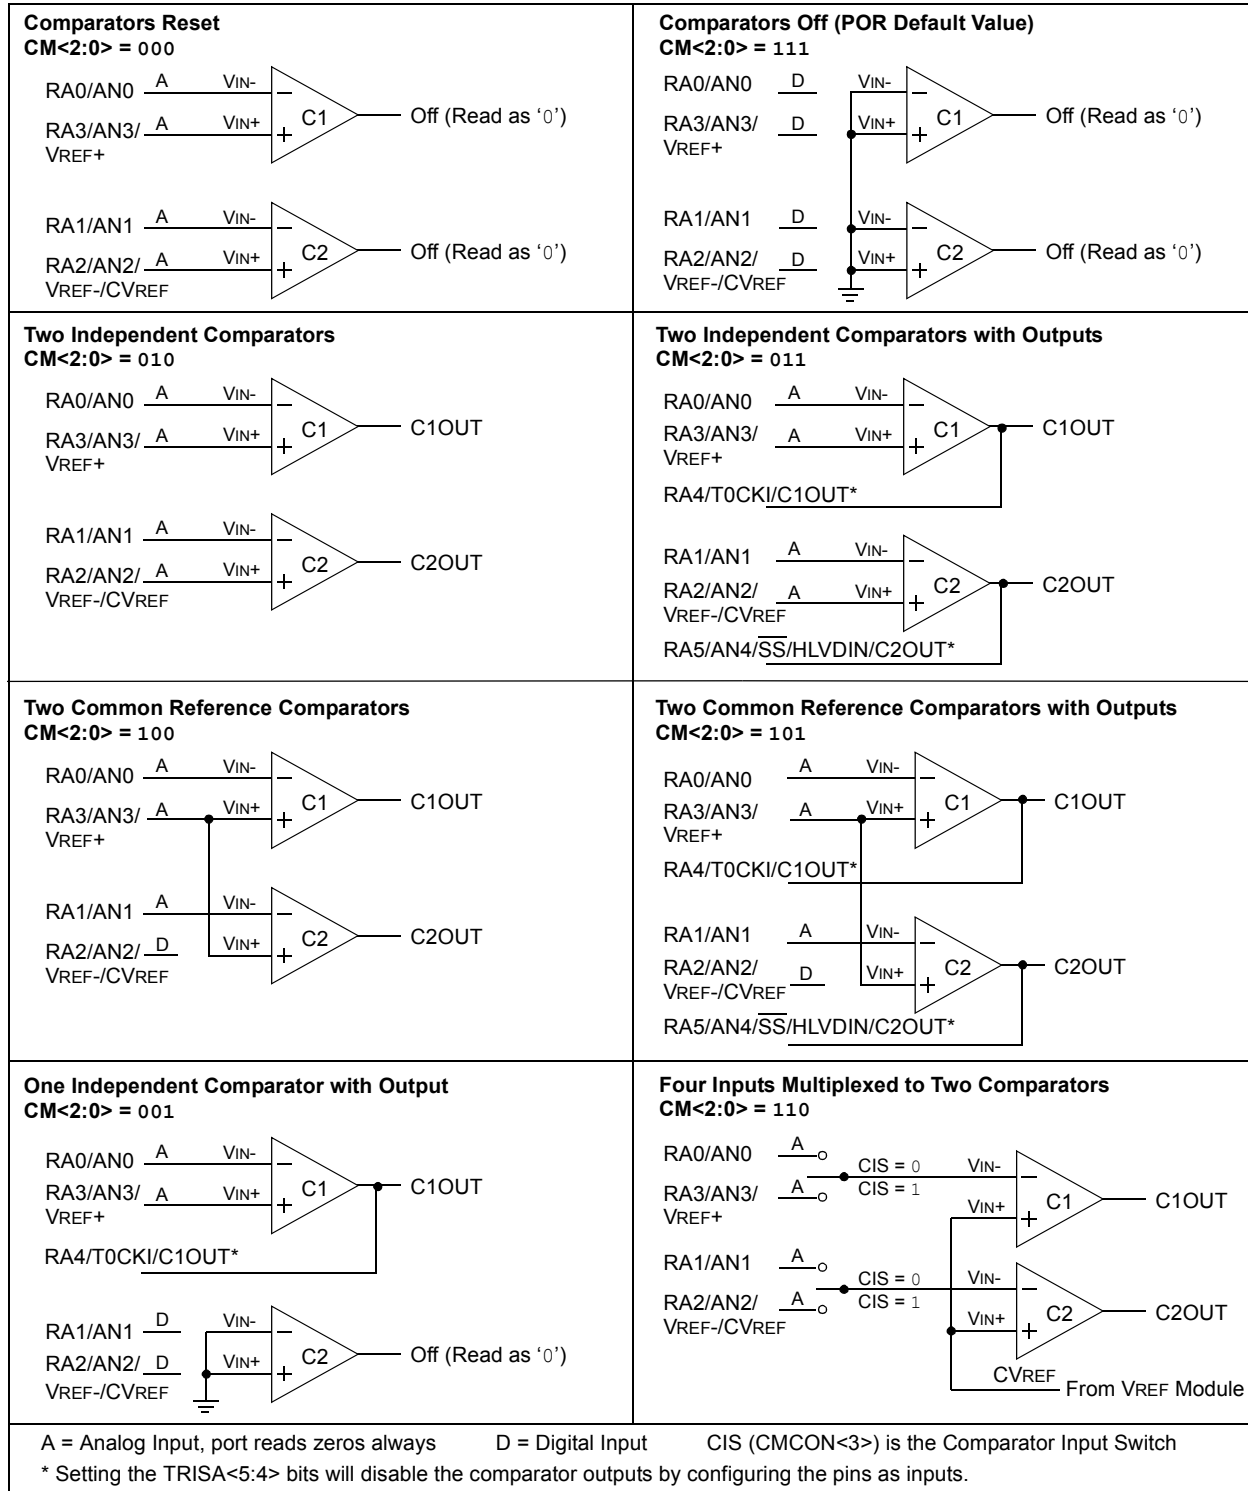 Comparators Reset
CM<2:0> = 000
RA0/AN0 A VIN-
RA3/AN3/ A VIN+
VREF+
C1
Off (Read as ‘0’)
RA1/AN1 A VIN-
RA2/AN2/ A VIN+
VREF-/CVREF
C2
Off (Read as ‘0’)
Comparators Off (POR Default Value)
CM<2:0> = 111
RA0/AN0 D VIN-
RA3/AN3/ D VIN+
VREF+
C1
Off (Read as ‘0’)
RA1/AN1 D VIN-
RA2/AN2/ D VIN+
VREF-/CVREF
C2
Off (Read as ‘0’)
Two Independent Comparators
CM<2:0> = 010
RA0/AN0 A VIN-
RA3/AN3/ A VIN+
VREF+
C1
C1OUT
RA1/AN1 A VIN-
RA2/AN2/ A VIN+
VREF-/CVREF
C2
C2OUT
Two Independent Comparators with Outputs
CM<2:0> = 011
RA0/AN0 A VIN-
RA3/AN3/ A VIN+
VREF+
C1
C1OUT
RA4/T0CKI/C1OUT*
RA1/AN1 A VIN-
RA2/AN2/ A VIN+
VREF-/CVREF
C2
C2OUT
RA5/AN4/SS/HLVDIN/C2OUT*
Two Common Reference Comparators
CM<2:0> = 100
RA0/AN0 A VIN-
RA3/AN3/ A VIN+
VREF+
C1
C1OUT
RA1/AN1 A VIN-
RA2/AN2/ D VIN+
VREF-/CVREF
C2
C2OUT
Two Common Reference Comparators with Outputs
CM<2:0> = 101
RA0/AN0 A VIN-
RA3/AN3/ A VIN+
VREF+
C1
C1OUT
RA4/T0CKI/C1OUT*
RA1/AN1 A VIN-
RA2/AN2/ D VIN+
VREF-/CVREF
C2
C2OUT
RA5/AN4/SS/HLVDIN/C2OUT*
One Independent Comparator with Output
CM<2:0> = 001
RA0/AN0 A VIN-
RA3/AN3/ A VIN+
VREF+
C1
C1OUT
RA4/T0CKI/C1OUT*
RA1/AN1 D VIN-
RA2/AN2/ D VIN+
VREF-/CVREF
C2
Off (Read as ‘0’)
Four Inputs Multiplexed to Two Comparators
CM<2:0> = 110
RA0/AN0 A CIS = 0 VIN-
RA3/AN3/ A CIS = 1 VIN+
VREF+
C1
C1OUT
RA1/AN1 A CIS = 0 VIN-
RA2/AN2/ A CIS = 1 VIN+
VREF-/CVREF
C2
C2OUT
CVREF
From VREF Module
A = Analog Input, port reads zeros always D = Digital Input CIS (CMCON<3>) is the Comparator Input Switch
* Setting the TRISA<5:4> bits will disable the comparator outputs by configuring the pins as inputs.